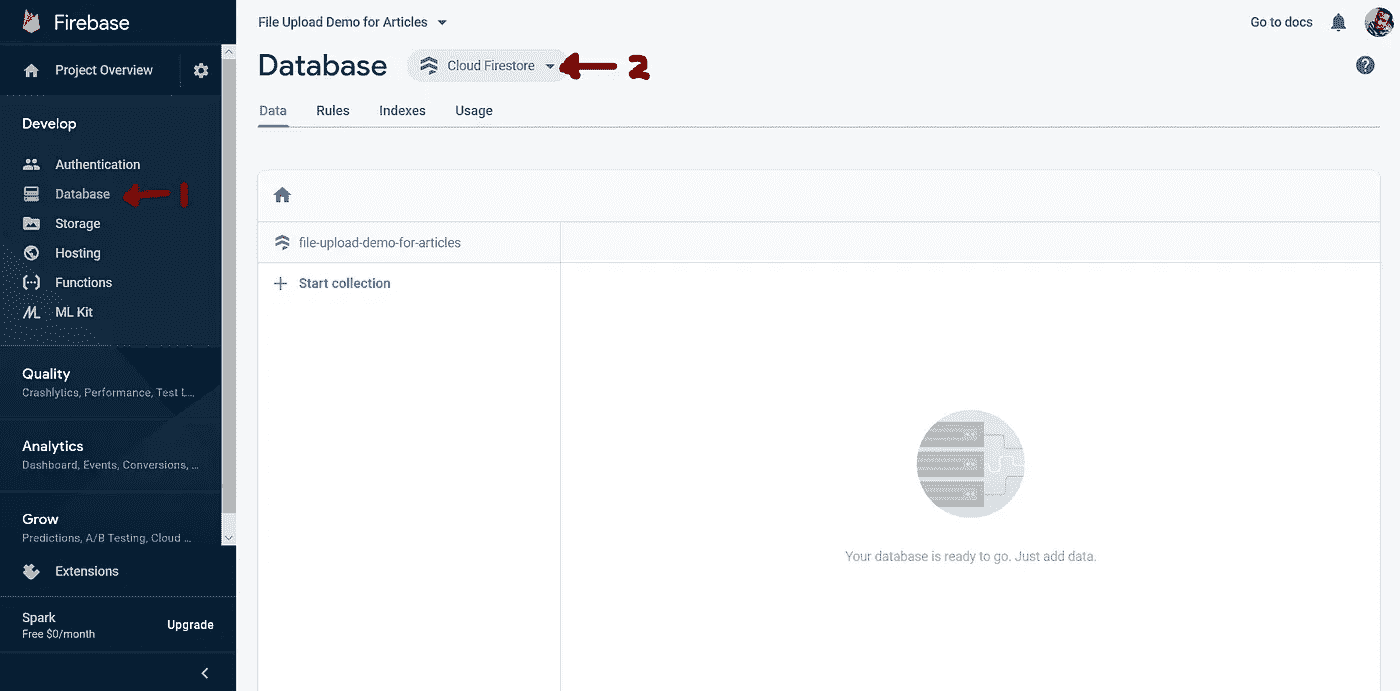 Firebase
Project Overview
Develop
Authentication
Database
1
Storage
Hosting
Functions
ML Kit
Quality
Crashlytics, Performance, Test L...
Analytics
Dashboard, Events, Conversions, ...
Grow
Predictions, A/B Testing, Cloud ...
Extensions
Spark
Free $0/month
Upgrade
File Upload Demo for Articles
Go to docs
Database
Cloud Firestore
2
Data Rules Indexes Usage
file-upload-demo-for-articles
Start collection
Your database is ready to go. Just add data.